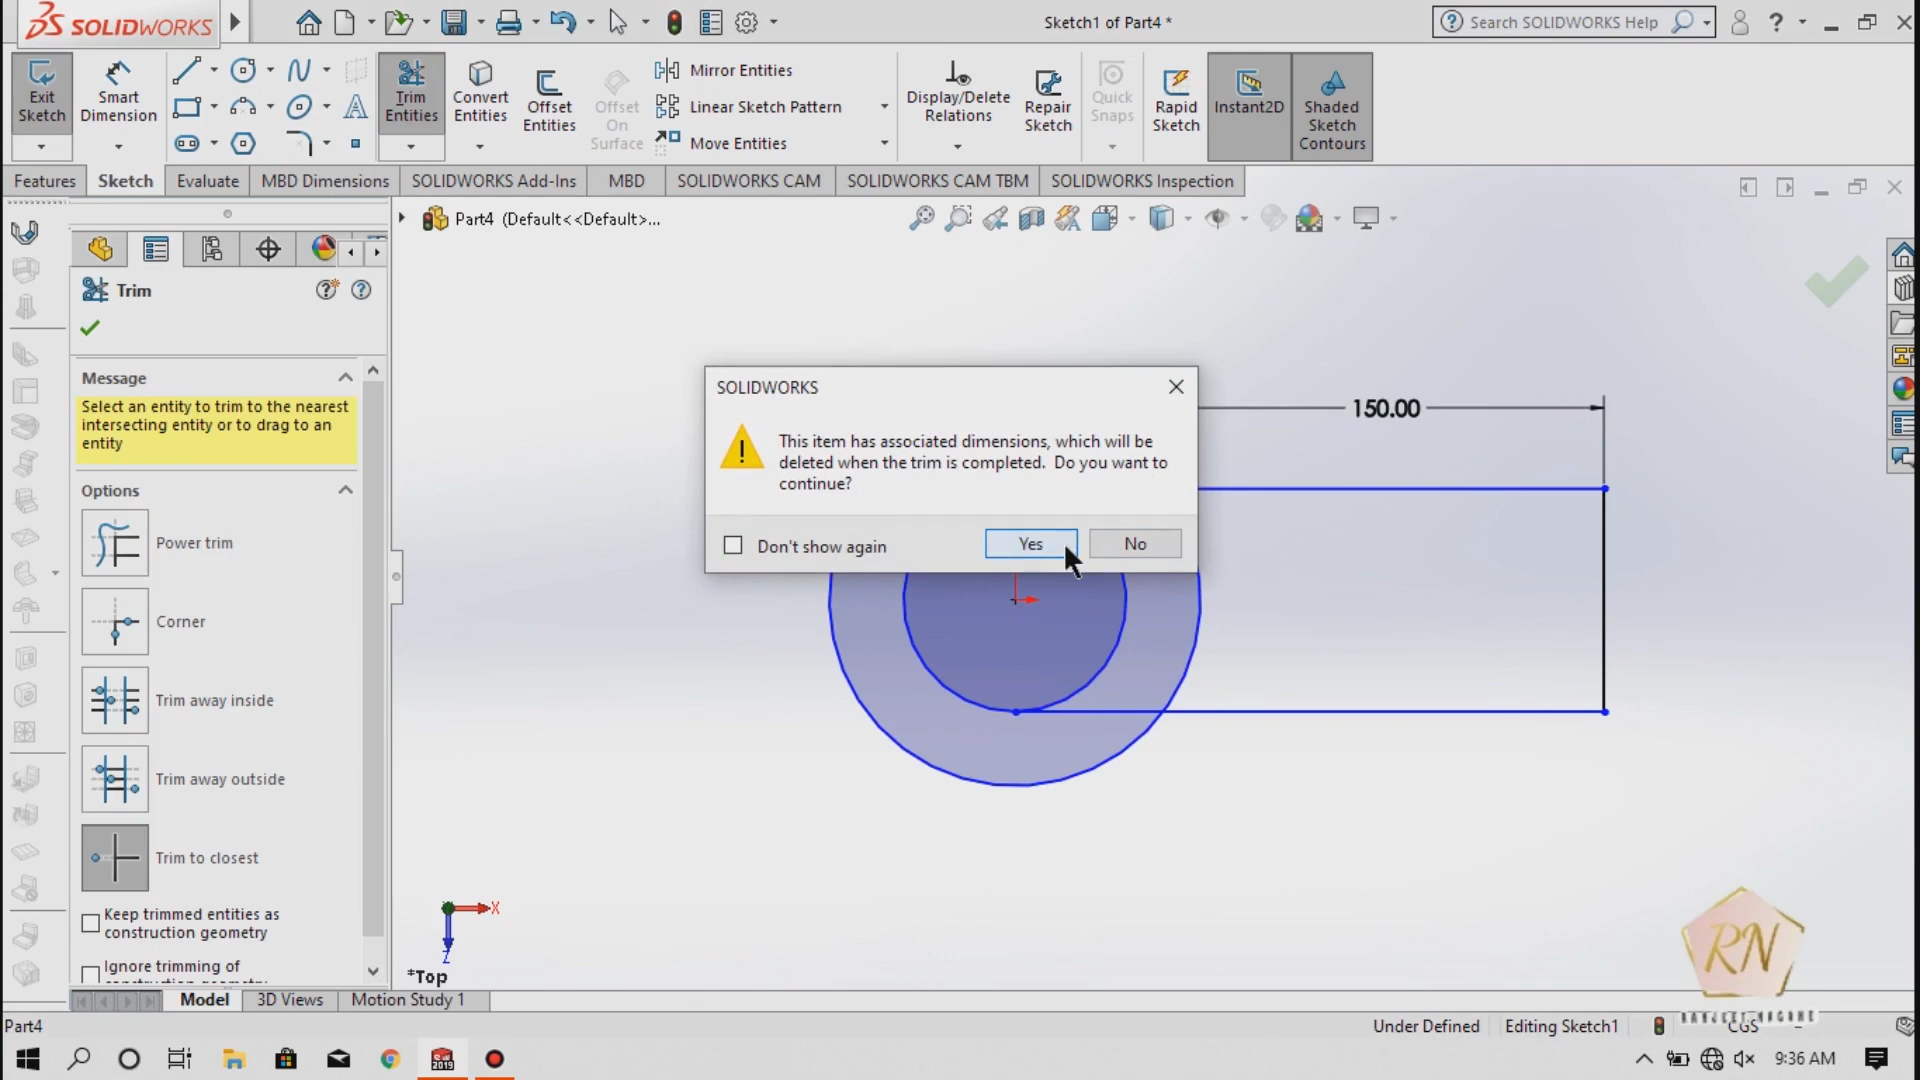 SOLIDWORKS
Sketch1 of Part4 *
Search SOLIDWORKS Help
Exit Sketch
Smart Dimension
Trim Entities
Convert Entities
Offset Entities
Offset On Surface
Mirror Entities
Linear Sketch Pattern
Move Entities
Display/Delete Relations
Repair Sketch
Quick Snaps
Rapid Sketch
Instant2D
Shaded Sketch Contours
Features
Sketch
Evaluate
MBD Dimensions
SOLIDWORKS Add-Ins
MBD
SOLIDWORKS CAM
SOLIDWORKS CAM TBM
SOLIDWORKS Inspection
Part4 (Default<<Default>...
Trim
Message
Select an entity to trim to the nearest
intersecting entity or to drag to an
entity
Options
Power trim
Corner
Trim away inside
Trim away outside
Trim to closest
Keep trimmed entities as
construction geometry
Ignore trimming of
SOLIDWORKS
This item has associated dimensions, which will be
deleted when the trim is completed. Do you want to
continue?
Don't show again
Yes
No
150.00
X
Z
*Top
RN
Model
3D Views
Motion Study 1
Part4
Under Defined
Editing Sketch1
CGS
9:36 AM